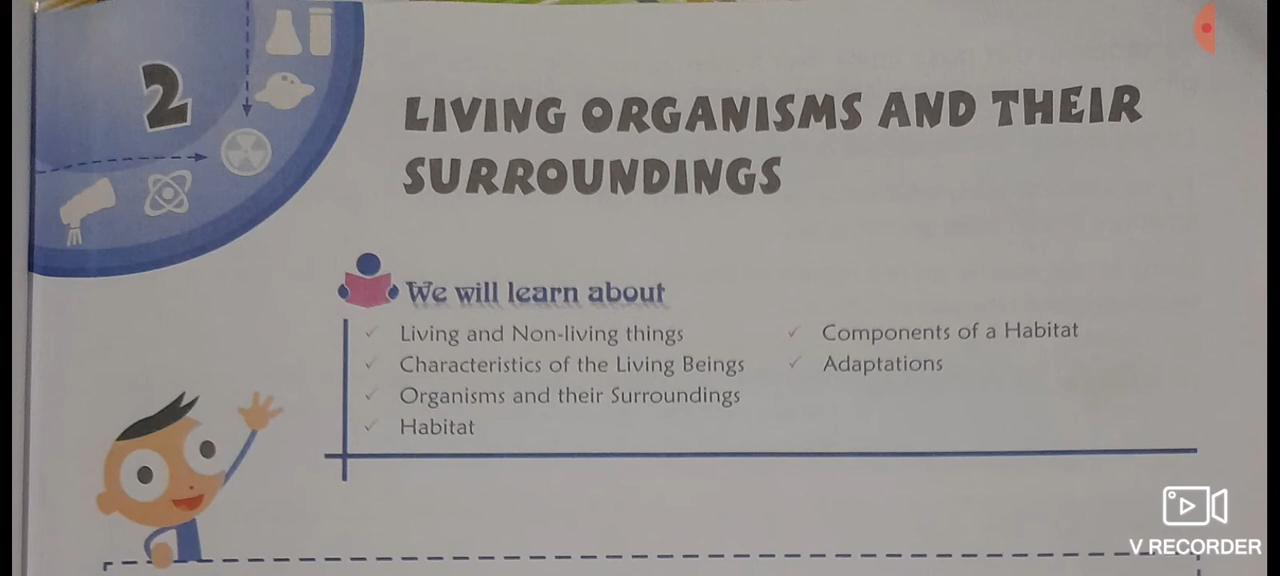 2
LIVING ORGANISMS AND THEIR
SURROUNDINGS
We will learn about
✓ Living and Non-living things
✓ Characteristics of the Living Beings
✓ Organisms and their Surroundings
✓ Habitat
✓ Components of a Habitat
✓ Adaptations
V RECORDER